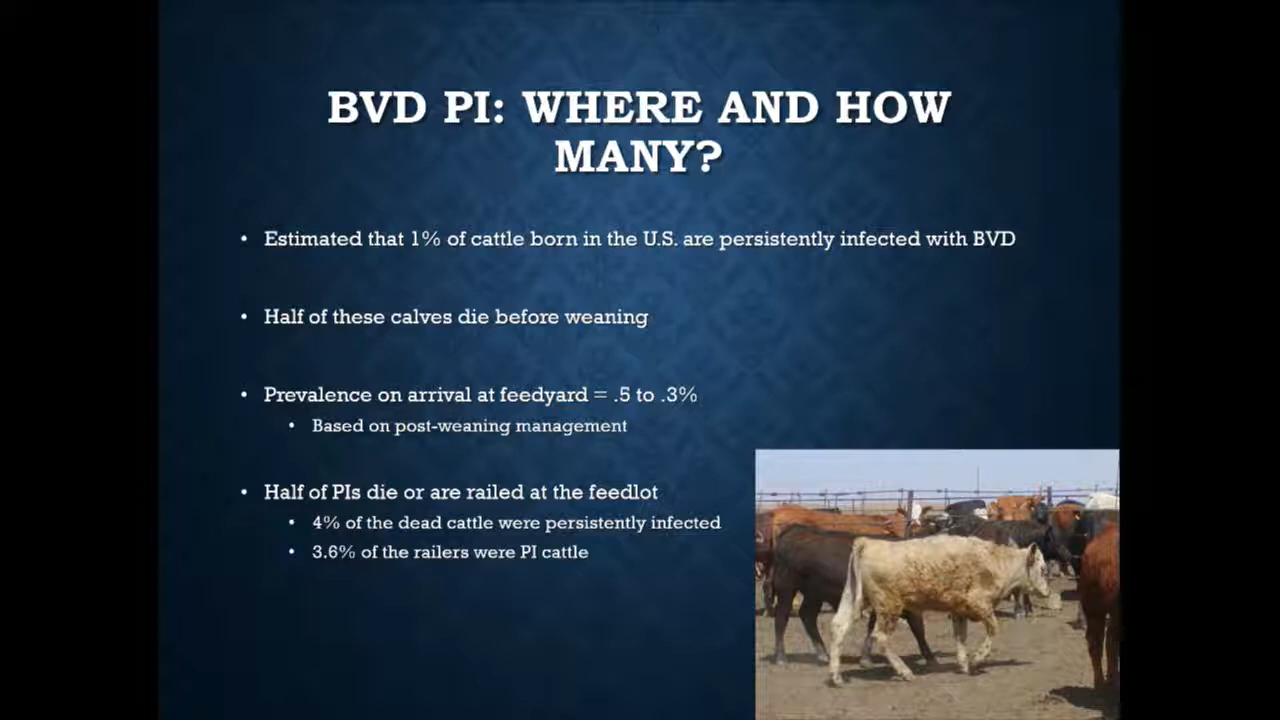 BVD PI: WHERE AND HOW
MANY?
• Estimated that 1% of cattle born in the U.S. are persistently infected with BVD
• Half of these calves die before weaning
• Prevalence on arrival at feedyard = .5 to .3%
• Based on post-weaning management
• Half of PIs die or are railed at the feedlot
• 4% of the dead cattle were persistently infected
• 3.6% of the railers were PI cattle